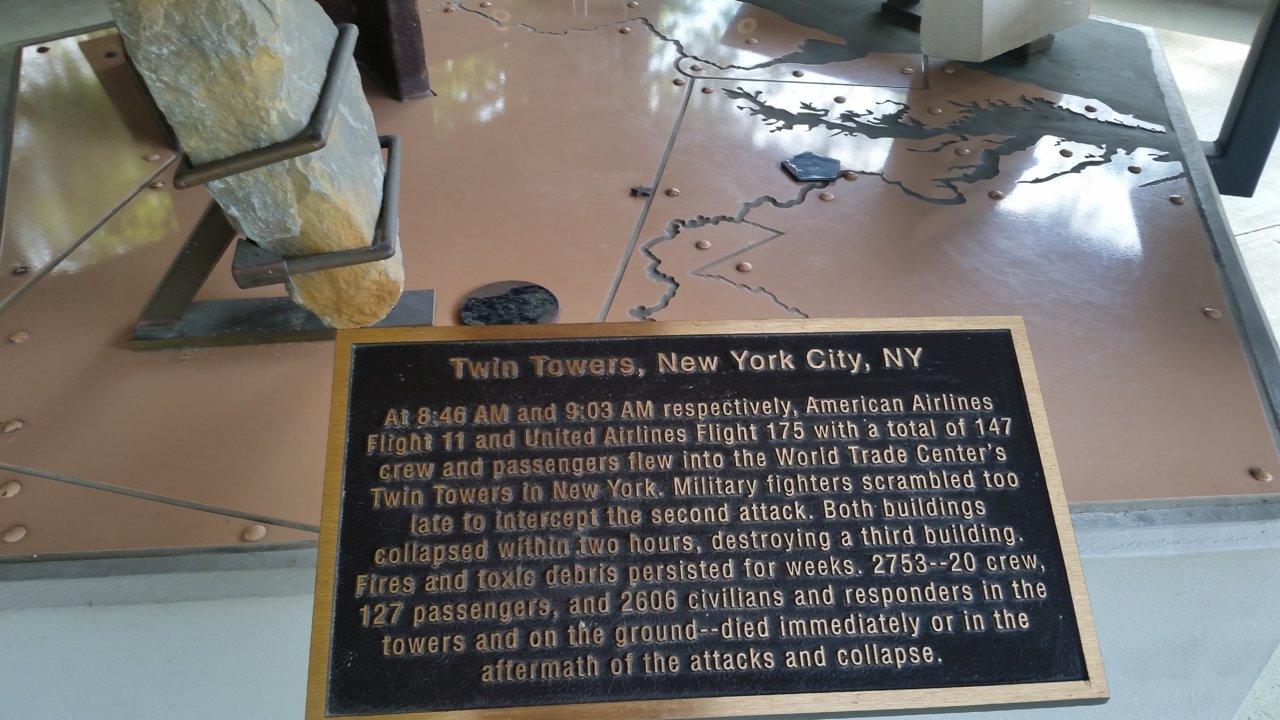 Twin Towers, New York City, NY
At 8:46 AM and 9:03 AM respectively, American Airlines
Flight 11 and United Airlines Flight 175 with a total of 147
crew and passengers flew into the World Trade Center's
Twin Towers in New York. Military fighters scrambled too
late to intercept the second attack. Both buildings
collapsed within two hours, destroying a third building.
Fires and toxic debris persisted for weeks. 2753--20 crew,
127 passengers, and 2606 civilians and responders in the
towers and on the ground--died immediately or in the
aftermath of the attacks and collapse.